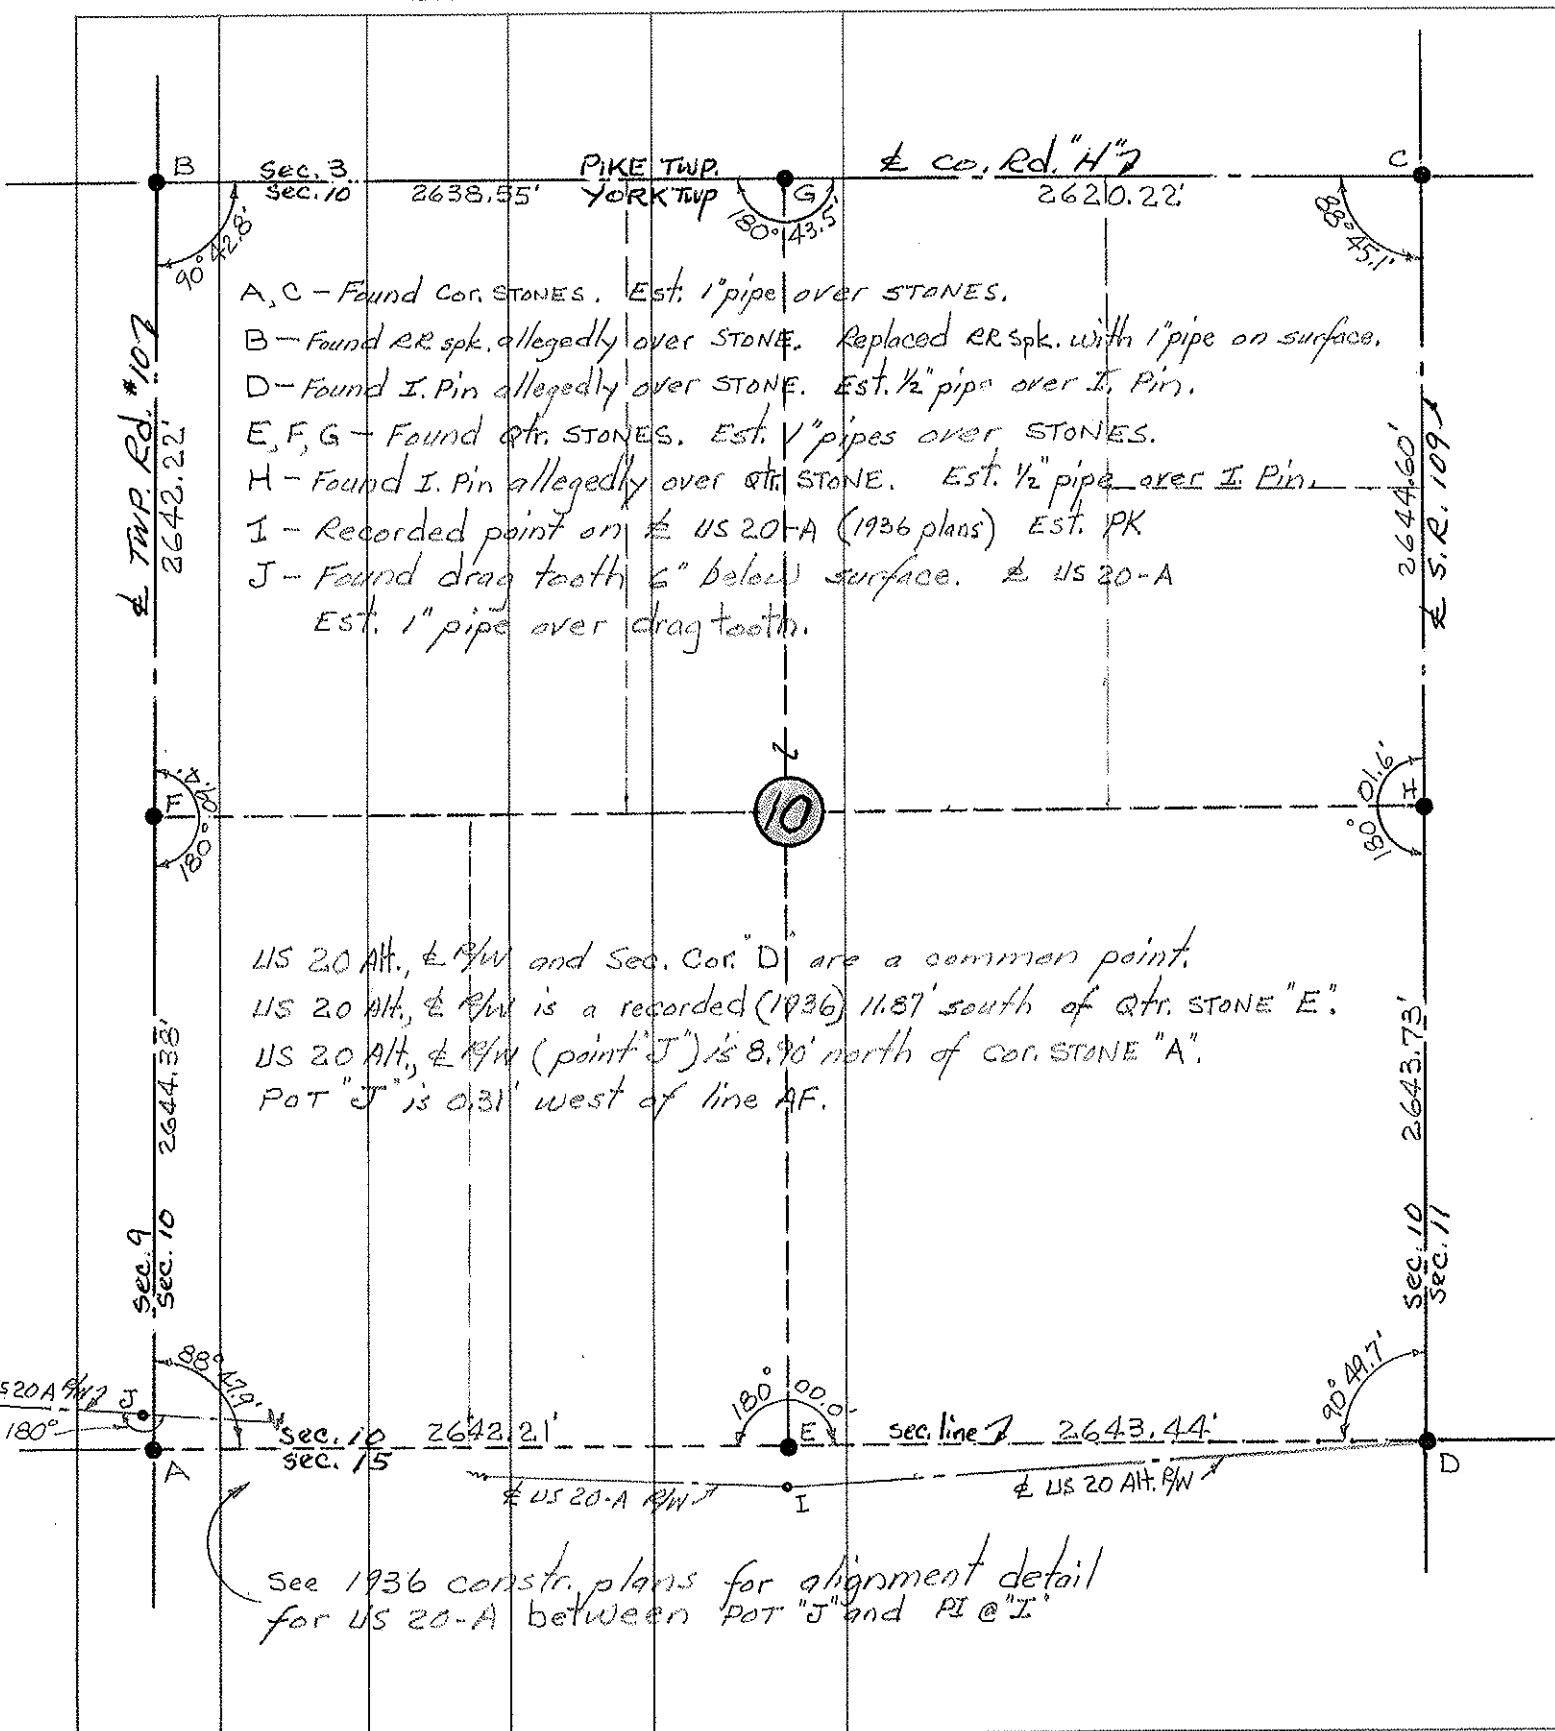 B
Sec. 3
Sec. 10
2638.55'
PIKE TWP.
YORK TWP
G
180° 43.5'
℄ Co. Rd. "H"
2620.22'
C
90° 42.8'
88° 45.1'
A, C - Found Cor. STONES. Est. 1" pipe over STONES.
B - Found RR spk. allegedly over STONE. Replaced RR spk. with 1" pipe on surface.
D - Found I. Pin allegedly over STONE. Est. 1/2" pipe over I. Pin.
E, F, G - Found Qtr. STONES. Est. 1" pipes over STONES.
H - Found I. Pin allegedly over Qtr. STONE. Est. 1/2" pipe over I. Pin.
I - Recorded point on ℄ US 20-A (1936 plans) Est. PK
J - Found drag tooth 6" below surface. ℄ US 20-A
Est. 1" pipe over drag tooth.
℄ TWP. Rd. #107
2642.22'
2644.60'
℄ S.R. 109
F
180°
10
H
180° 01.6'
US 20 Alt., ℄ R/W and Sec. Cor. "D" are a common point.
US 20 Alt., ℄ R/W is a recorded (1936) 11.87' south of Qtr. STONE "E".
US 20 Alt., ℄ R/W (point "J") is 8.90' north of cor. STONE "A".
POT "J" is 0.31' west of line AF.
2644.38'
2643.73'
Sec. 9
Sec. 10
Sec. 10
Sec. 11
88° 47.9'
180° 00.0'
90° 49.7'
S 20A R/W
J
180°
A
Sec. 10
Sec. 15
2642.21'
E
sec. line
2643.44'
D
℄ US 20-A R/W
I
℄ US 20 Alt. R/W
See 1936 constr. plans for alignment detail
for US 20-A between POT "J" and PI @ "I"